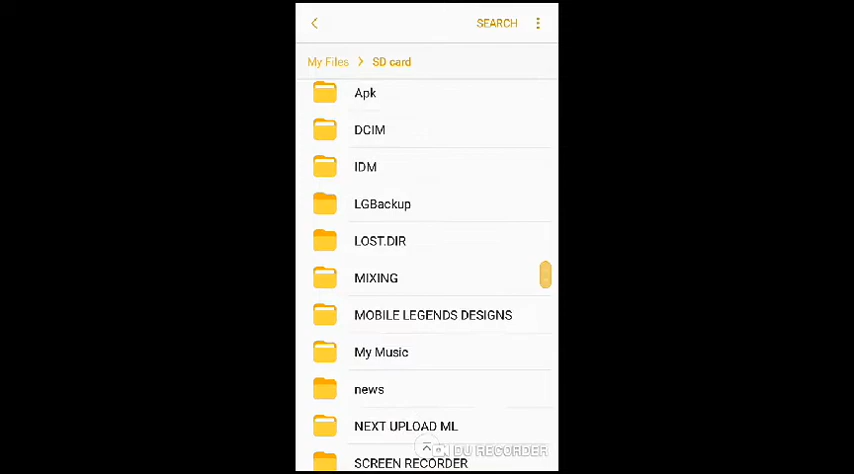 SEARCH
My Files > SD card
Apk
DCIM
IDM
LGBackup
LOST.DIR
MIXING
MOBILE LEGENDS DESIGNS
My Music
news
NEXT UPLOAD ML
DU RECORDER
SCREEN RECORDER